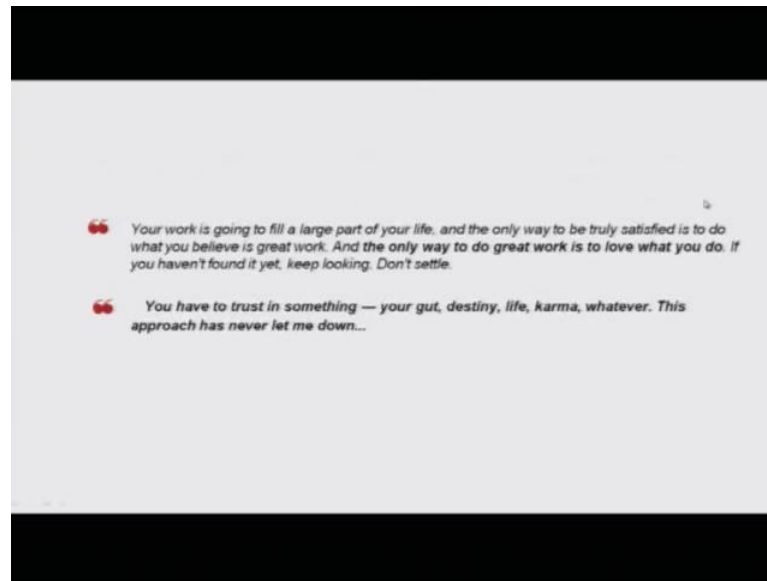 Your work is going to fill a large part of your life, and the only way to be truly satisfied is to do
what you believe is great work. And the only way to do great work is to love what you do. If
you haven't found it yet, keep looking. Don't settle.
You have to trust in something — your gut, destiny, life, karma, whatever. This
approach has never let me down...